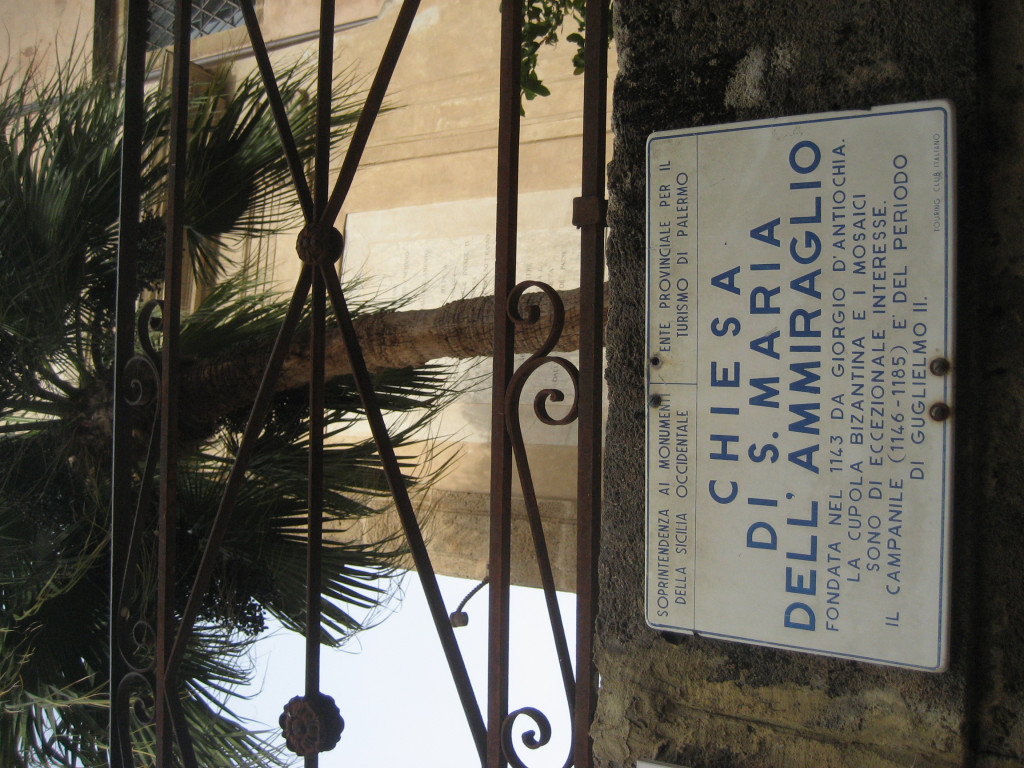 SOPRINTENDENZA AI MONUMENTI
DELLA SICILIA OCCIDENTALE
ENTE PROVINCIALE PER IL
TURISMO DI PALERMO
CHIESA
DI S. MARIA
DELL' AMMIRAGLIO
FONDATA NEL 1143 DA GIORGIO D'ANTIOCHIA.
LA CUPOLA BIZANTINA E I MOSAICI
SONO DI ECCEZIONALE INTERESSE.
IL CAMPANILE (1146-1185) E' DEL PERIODO
DI GUGLIELMO II.
TOURING CLUB ITALIANO